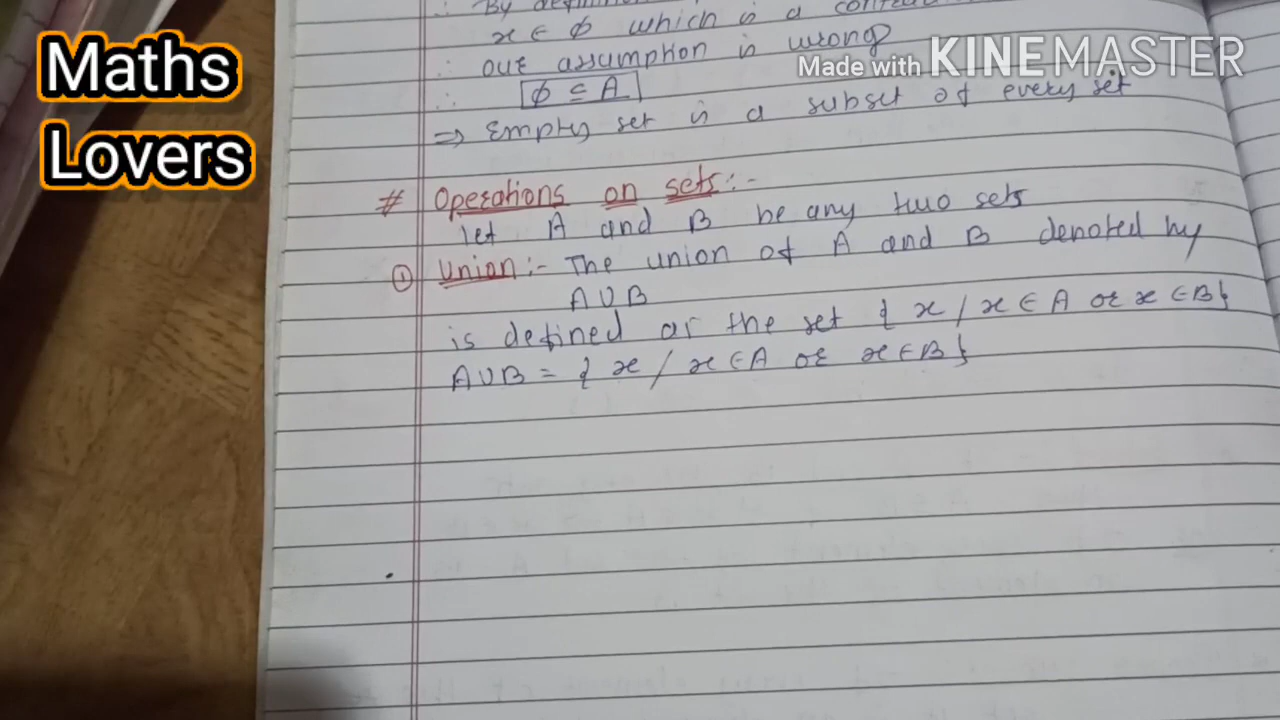 Maths
Lovers
Made with KINEMASTER
∴ By
x ∈ ϕ which is a
∴ our assumption is wrong
∴ ϕ ⊆ A
⇒ Empty set is a subset of every set
# Operations on sets:-
let A and B be any two sets
① Union:- The union of A and B denoted by
A∪B
is defined as the set { x / x ∈ A or x ∈ B}
A∪B = { x / x ∈ A or x ∈ B}